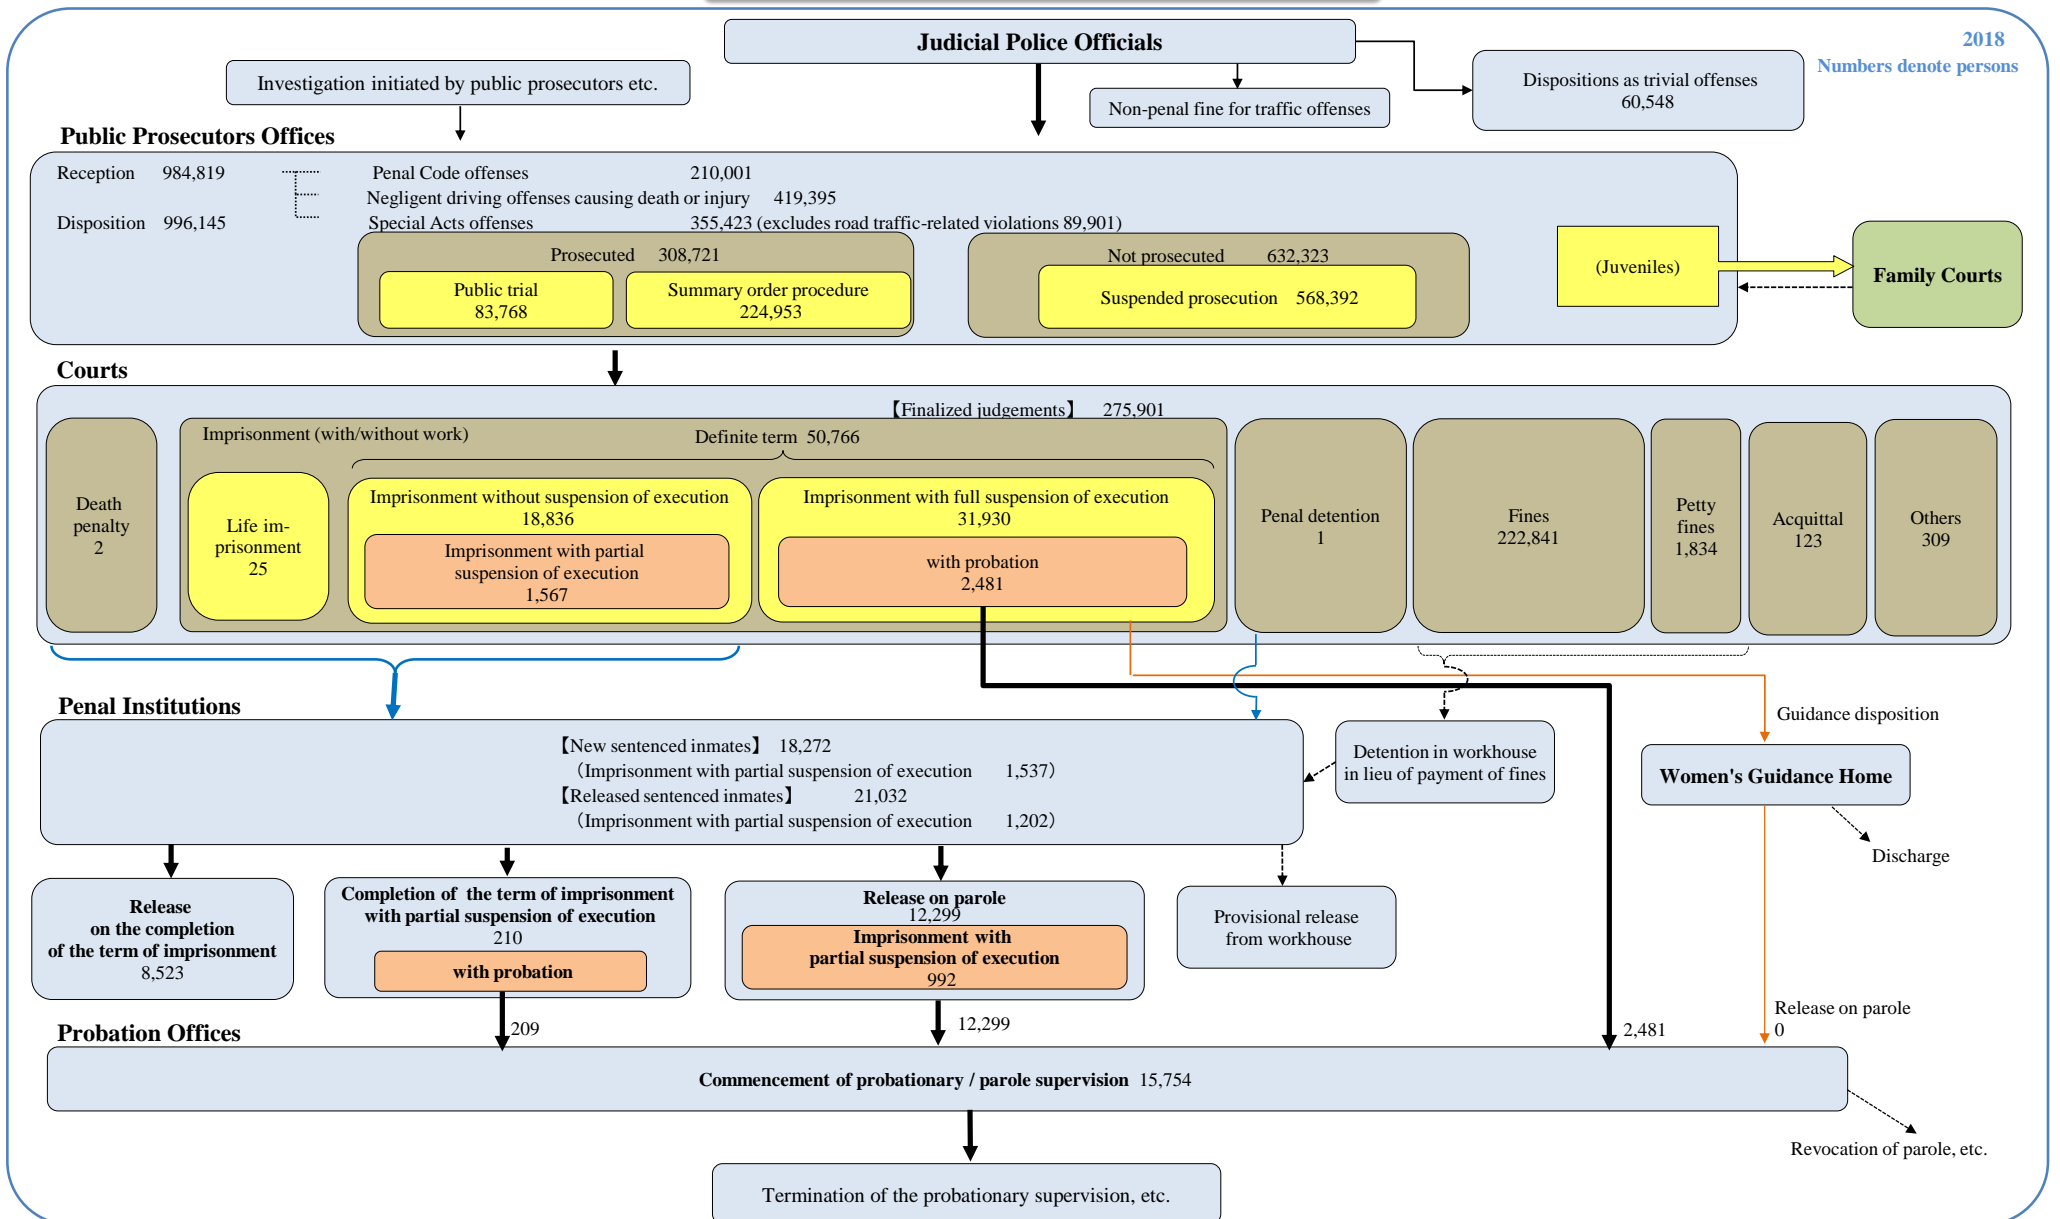 Judicial Police Officials
2018
Numbers denote persons
Investigation initiated by public prosecutors etc.
Non-penal fine for traffic offenses
Dispositions as trivial offenses
60,548
Public Prosecutors Offices
Reception 984,819
Penal Code offenses 210,001
Negligent driving offenses causing death or injury 419,395
Disposition 996,145
Special Acts offenses 355,423 (excludes road traffic-related violations 89,901)
Prosecuted 308,721
Public trial
83,768
Summary order procedure
224,953
Not prosecuted 632,323
Suspended prosecution 568,392
(Juveniles)
Family Courts
Courts
【Finalized judgements】 275,901
Death
penalty
2
Imprisonment (with/without work)
Definite term 50,766
Life im-
prisonment
25
Imprisonment without suspension of execution
18,836
Imprisonment with partial
suspension of execution
1,567
Imprisonment with full suspension of execution
31,930
with probation
2,481
Penal detention
1
Fines
222,841
Petty
fines
1,834
Acquittal
123
Others
309
Penal Institutions
【New sentenced inmates】 18,272
（Imprisonment with partial suspension of execution 1,537）
【Released sentenced inmates】 21,032
（Imprisonment with partial suspension of execution 1,202）
Detention in workhouse
in lieu of payment of fines
Guidance disposition
Women's Guidance Home
Discharge
Release
on the completion
of the term of imprisonment
8,523
Completion of the term of imprisonment
with partial suspension of execution
210
with probation
Release on parole
12,299
Imprisonment with
partial suspension of execution
992
Provisional release
from workhouse
Probation Offices
209
12,299
2,481
Release on parole
0
Commencement of probationary / parole supervision 15,754
Revocation of parole, etc.
Termination of the probationary supervision, etc.